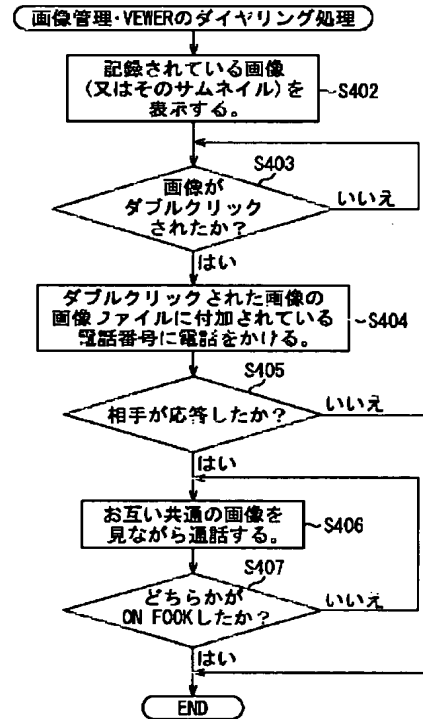 画像管理・VEWERのダイヤリング処理
記録されている画像
(又はそのサムネイル)を
表示する。
S402
S403
画像が
ダブルクリック
されたか？
いいえ
はい
ダブルクリックされた画像の
画像ファイルに付加されている
電話番号に電話をかける。
S404
S405
相手が応答したか？
いいえ
はい
お互い共通の画像を
見ながら通話する。
S406
S407
どちらかが
ON FOOKしたか？
いいえ
はい
END